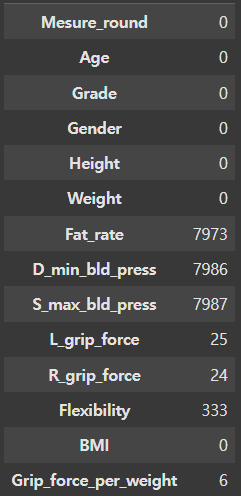 Mesure_round 0
Age 0
Grade 0
Gender 0
Height 0
Weight 0
Fat_rate 7973
D_min_bld_press 7986
S_max_bld_press 7987
L_grip_force 25
R_grip_force 24
Flexibility 333
BMI 0
Grip_force_per_weight 6